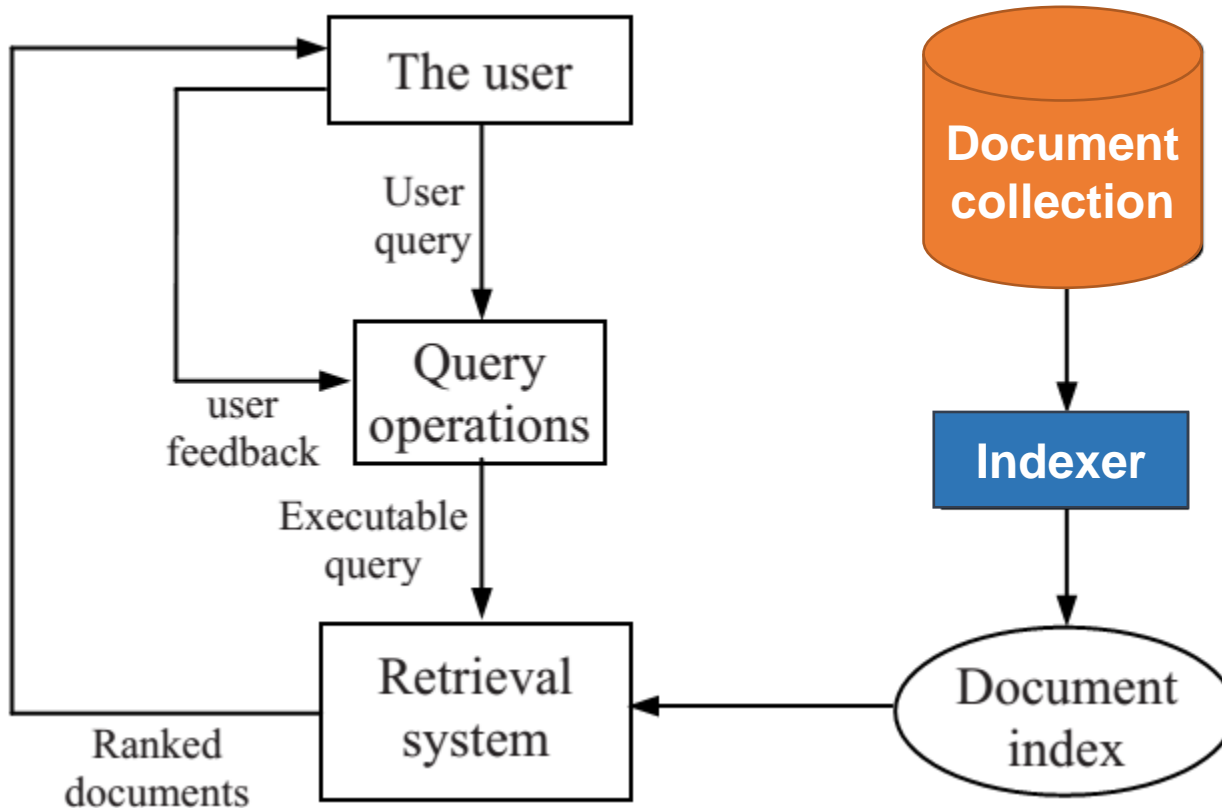 The user
User
query
Query
operations
user
feedback
Executable
query
Retrieval
system
Ranked
documents
Document
collection
Indexer
Document
index